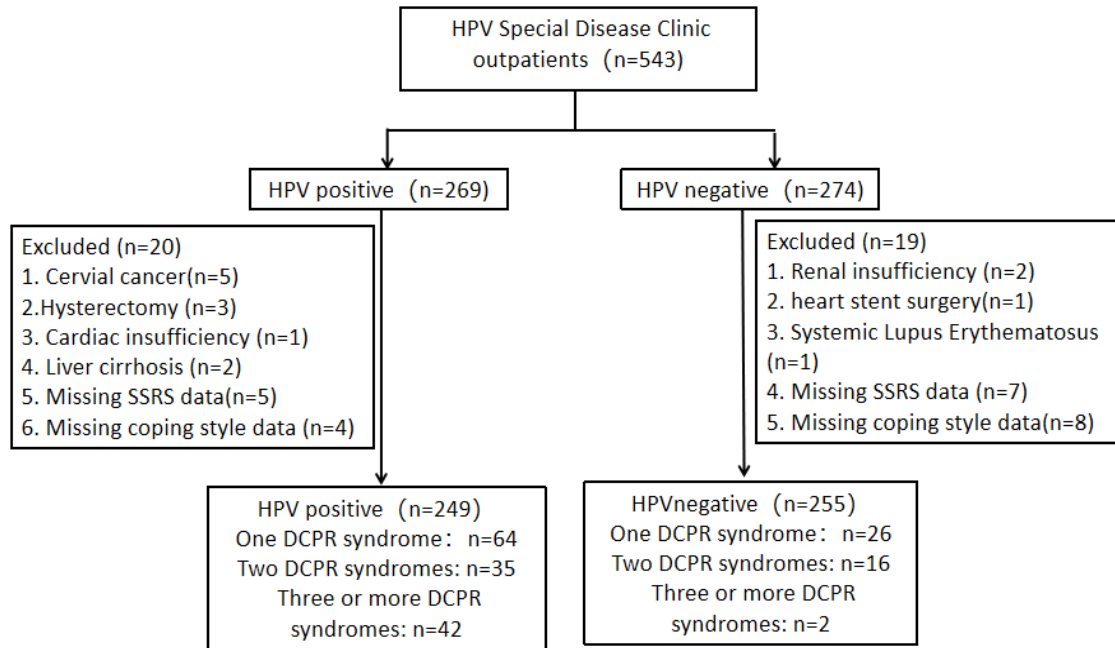 HPV Special Disease Clinic
outpatients（n=543)
HPV positive（n=269)
HPV negative（n=274)
Excluded (n=20)
1. Cervial cancer(n=5)
2.Hysterectomy (n=3)
3. Cardiac insufficiency (n=1)
4. Liver cirrhosis (n=2)
5. Missing SSRS data(n=5)
6. Missing coping style data (n=4)
Excluded (n=19)
1. Renal insufficiency (n=2)
2. heart stent surgery(n=1)
3. Systemic Lupus Erythematosus
(n=1)
4. Missing SSRS data (n=7)
5. Missing coping style data(n=8)
HPV positive（n=249)
One DCPR syndrome：n=64
Two DCPR syndromes: n=35
Three or more DCPR
syndromes: n=42
HPVnegative（n=255)
One DCPR syndrome：n=26
Two DCPR syndromes: n=16
Three or more DCPR
syndromes: n=2